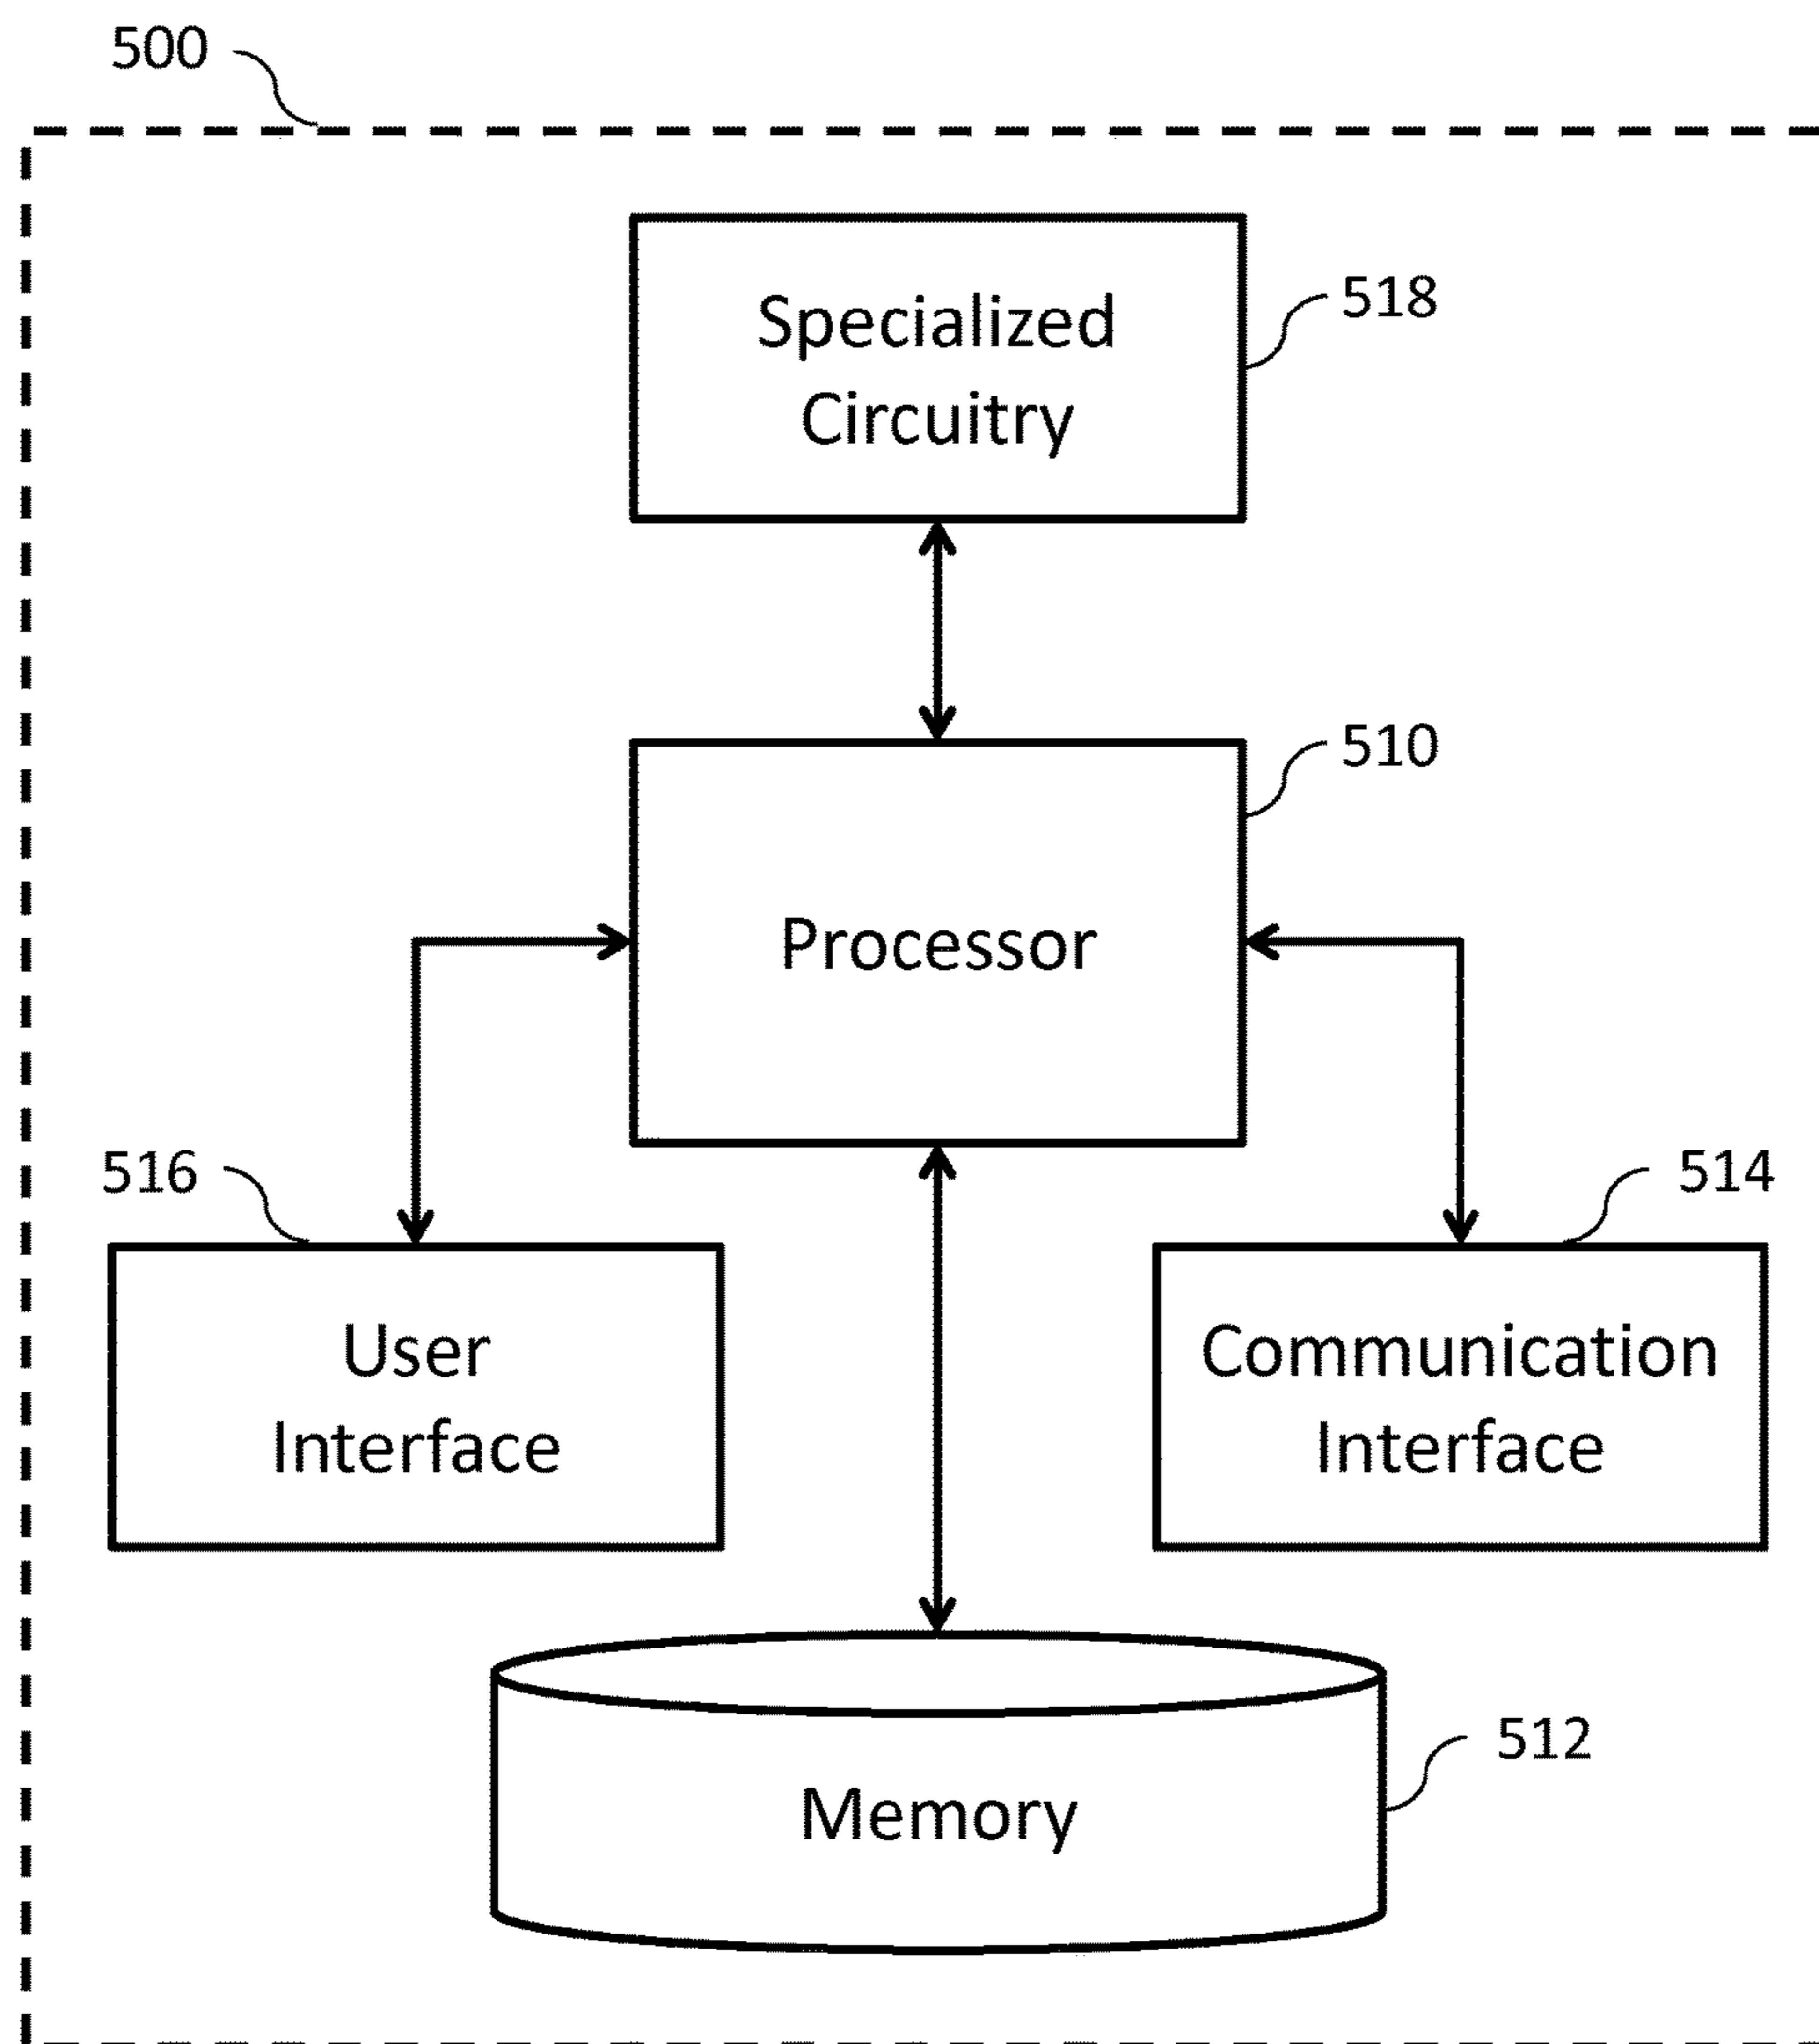 500
Specialized
Circuitry
518
510
Processor
516
514
User
Interface
Communication
Interface
512
Memory